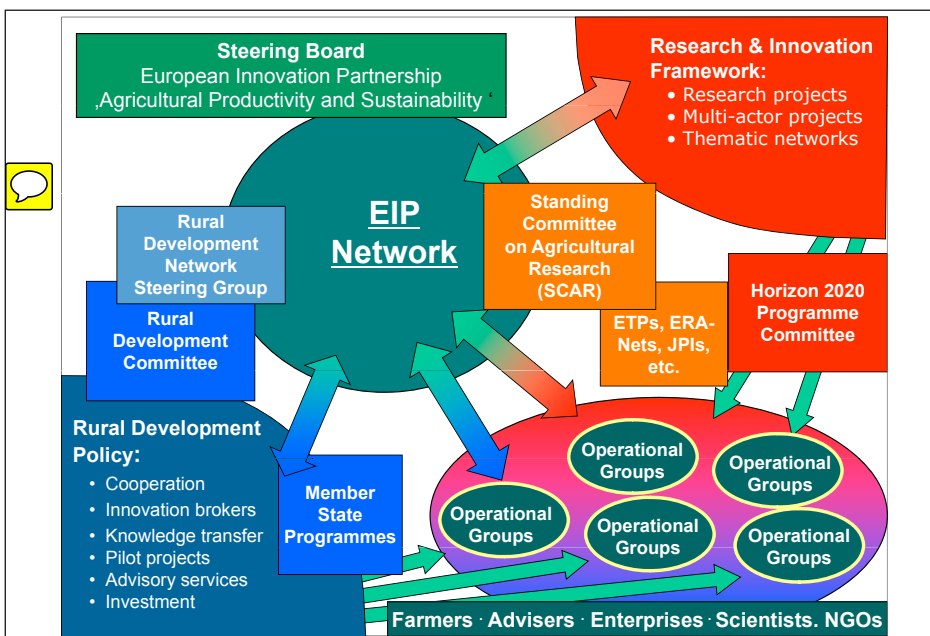 Steering Board
European Innovation Partnership
‚Agricultural Productivity and Sustainability ‘
Research & Innovation
Framework:
• Research projects
• Multi-actor projects
• Thematic networks
EIP
Network
Standing
Committee
on Agricultural
Research
(SCAR)
Rural
Development
Network
Steering Group
Rural
Development
Committee
ETPs, ERA-
Nets, JPIs,
etc.
Horizon 2020
Programme
Committee
Rural Development
Policy:
• Cooperation
• Innovation brokers
• Knowledge transfer
• Pilot projects
• Advisory services
• Investment
Member
State
Programmes
Operational
Groups
Operational
Groups
Operational
Groups
Operational
Groups
Operational
Groups
Farmers · Advisers · Enterprises · Scientists. NGOs